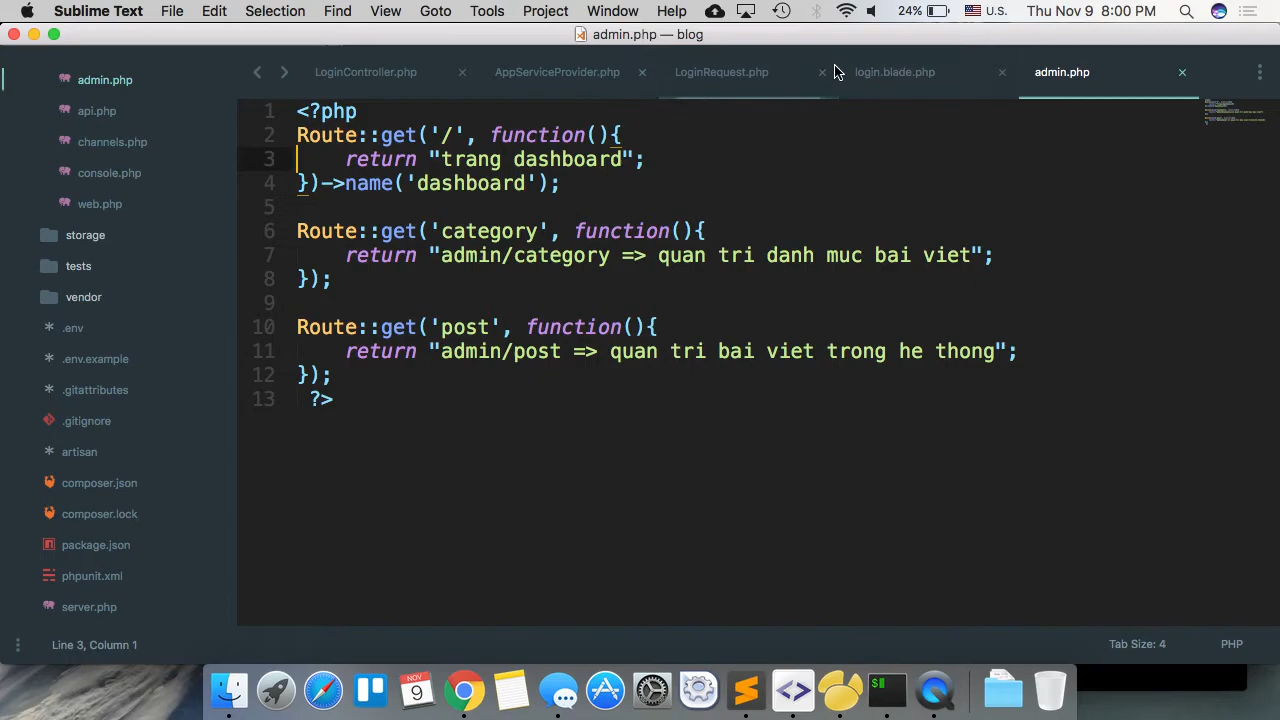 Sublime Text File Edit Selection Find View Goto Tools Project Window Help 24% U.S. Thu Nov 9 8:00 PM
admin.php — blog
LoginController.php AppServiceProvider.php LoginRequest.php login.blade.php admin.php
admin.php
api.php
channels.php
console.php
web.php
storage
tests
vendor
.env
.env.example
.gitattributes
.gitignore
artisan
composer.json
composer.lock
package.json
phpunit.xml
server.php
1 <?php
2 Route::get('/', function(){
3 return "trang dashboard";
4 })->name('dashboard');
5
6 Route::get('category', function(){
7 return "admin/category => quan tri danh muc bai viet";
8 });
9
10 Route::get('post', function(){
11 return "admin/post => quan tri bai viet trong he thong";
12 });
13 ?>
Line 3, Column 1 Tab Size: 4 PHP
NOV
9